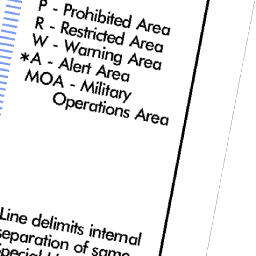 P - Prohibited Area
R - Restricted Area
W - Warning Area
*A - Alert Area
MOA - Military
Operations Area
Line delimits internal
separation of same